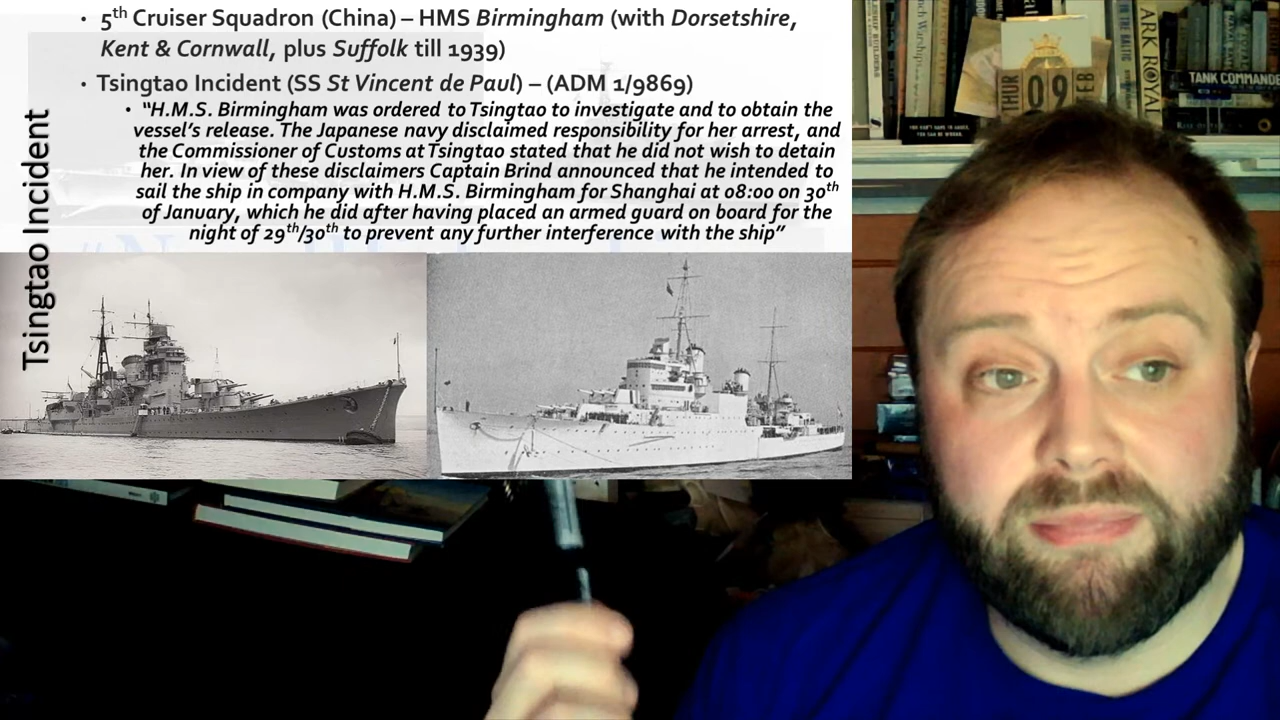 5th Cruiser Squadron (China) – HMS Birmingham (with Dorsetshire,
Kent & Cornwall, plus Suffolk till 1939)
Tsingtao Incident (SS St Vincent de Paul) – (ADM 1/9869)
"H.M.S. Birmingham was ordered to Tsingtao to investigate and to obtain the
vessel's release. The Japanese navy disclaimed responsibility for her arrest, and
the Commissioner of Customs at Tsingtao stated that he did not wish to detain
her. In view of these disclaimers Captain Brind announced that he intended to
sail the ship in company with H.M.S. Birmingham for Shanghai at 08:00 on 30th
of January, which he did after having placed an armed guard on board for the
night of 29th/30th to prevent any further interference with the ship"
Tsingtao Incident
THUR
09
EB
ARK ROYAL
TANK COMMANDE
IN THE BALTIC